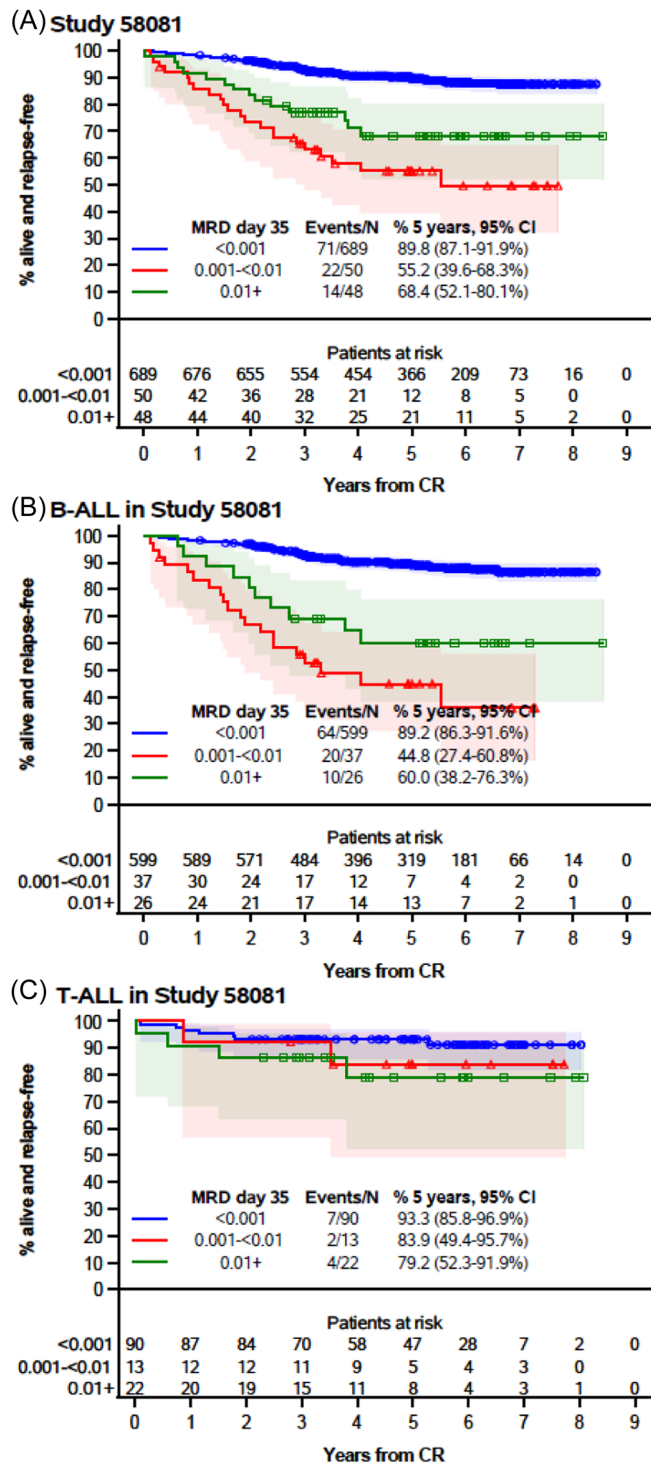 (A) Study 58081
% alive and relapse-free
100
90
80
70
60
50
40
30
20
10
0
MRD day 35 Events/N % 5 years, 95% CI
<0.001 71/689 89.8 (87.1-91.9%)
0.001-<0.01 22/50 55.2 (39.6-68.3%)
0.01+ 14/48 68.4 (52.1-80.1%)
Patients at risk
<0.001 689 676 655 554 454 366 209 73 16 0
0.001-<0.01 50 42 36 28 21 12 8 5 0
0.01+ 48 44 40 32 25 21 11 5 2 0
0 1 2 3 4 5 6 7 8 9
Years from CR
(B) B-ALL in Study 58081
% alive and relapse-free
100
90
80
70
60
50
40
30
20
10
0
MRD day 35 Events/N % 5 years, 95% CI
<0.001 64/599 89.2 (86.3-91.6%)
0.001-<0.01 20/37 44.8 (27.4-60.8%)
0.01+ 10/26 60.0 (38.2-76.3%)
Patients at risk
<0.001 599 589 571 484 396 319 181 66 14 0
0.001-<0.01 37 30 24 17 12 7 4 2 0
0.01+ 26 24 21 17 14 13 7 2 1 0
0 1 2 3 4 5 6 7 8 9
Years from CR
(C) T-ALL in Study 58081
% alive and relapse-free
100
90
80
70
60
50
40
30
20
10
0
MRD day 35 Events/N % 5 years, 95% CI
<0.001 7/90 93.3 (85.8-96.9%)
0.001-<0.01 2/13 83.9 (49.4-95.7%)
0.01+ 4/22 79.2 (52.3-91.9%)
Patients at risk
<0.001 90 87 84 70 58 47 28 7 2 0
0.001-<0.01 13 12 12 11 9 5 4 3 0
0.01+ 22 20 19 15 11 8 4 3 1 0
0 1 2 3 4 5 6 7 8 9
Years from CR